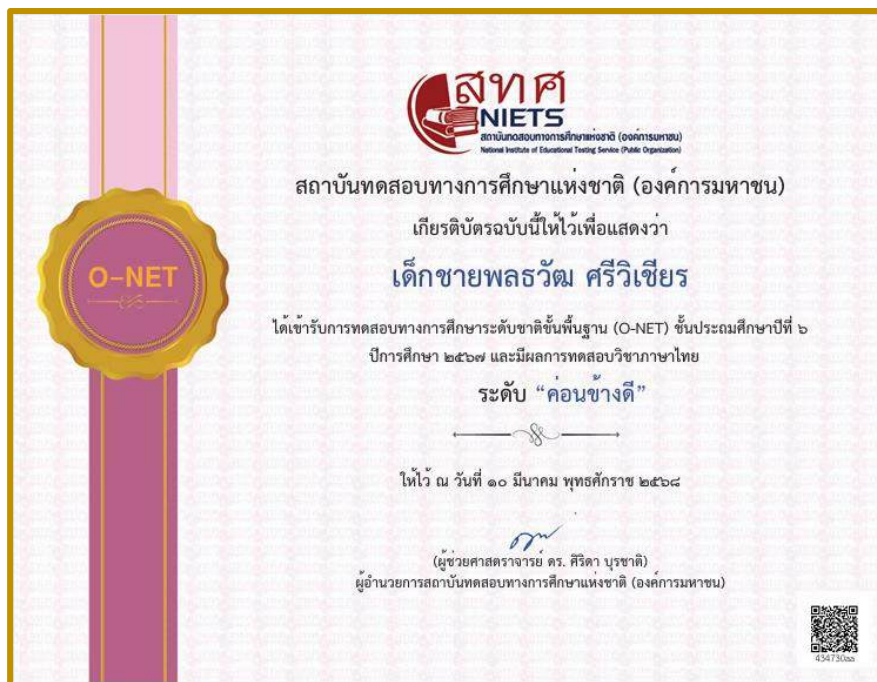 สทศ
NIETS
สถาบันทดสอบทางการศึกษาแห่งชาติ (องค์การมหาชน)
National Institute of Educational Testing Service (Public Organization)
สถาบันทดสอบทางการศึกษาแห่งชาติ (องค์การมหาชน)
เกียรติบัตรฉบับนี้ให้ไว้เพื่อแสดงว่า
เด็กชายพลธวัฒ ศรีวิเชียร
O-NET
ได้เข้ารับการทดสอบทางการศึกษาระดับชาติขั้นพื้นฐาน (O-NET) ชั้นประถมศึกษาปีที่ ๖
ปีการศึกษา ๒๕๖๗ และมีผลการทดสอบวิชาภาษาไทย
ระดับ “ค่อนข้างดี”
ให้ไว้ ณ วันที่ ๑๐ มีนาคม พุทธศักราช ๒๕๖๘
(ผู้ช่วยศาสตราจารย์ ดร. ศิริดา บุรชาติ)
ผู้อำนวยการสถาบันทดสอบทางการศึกษาแห่งชาติ (องค์การมหาชน)